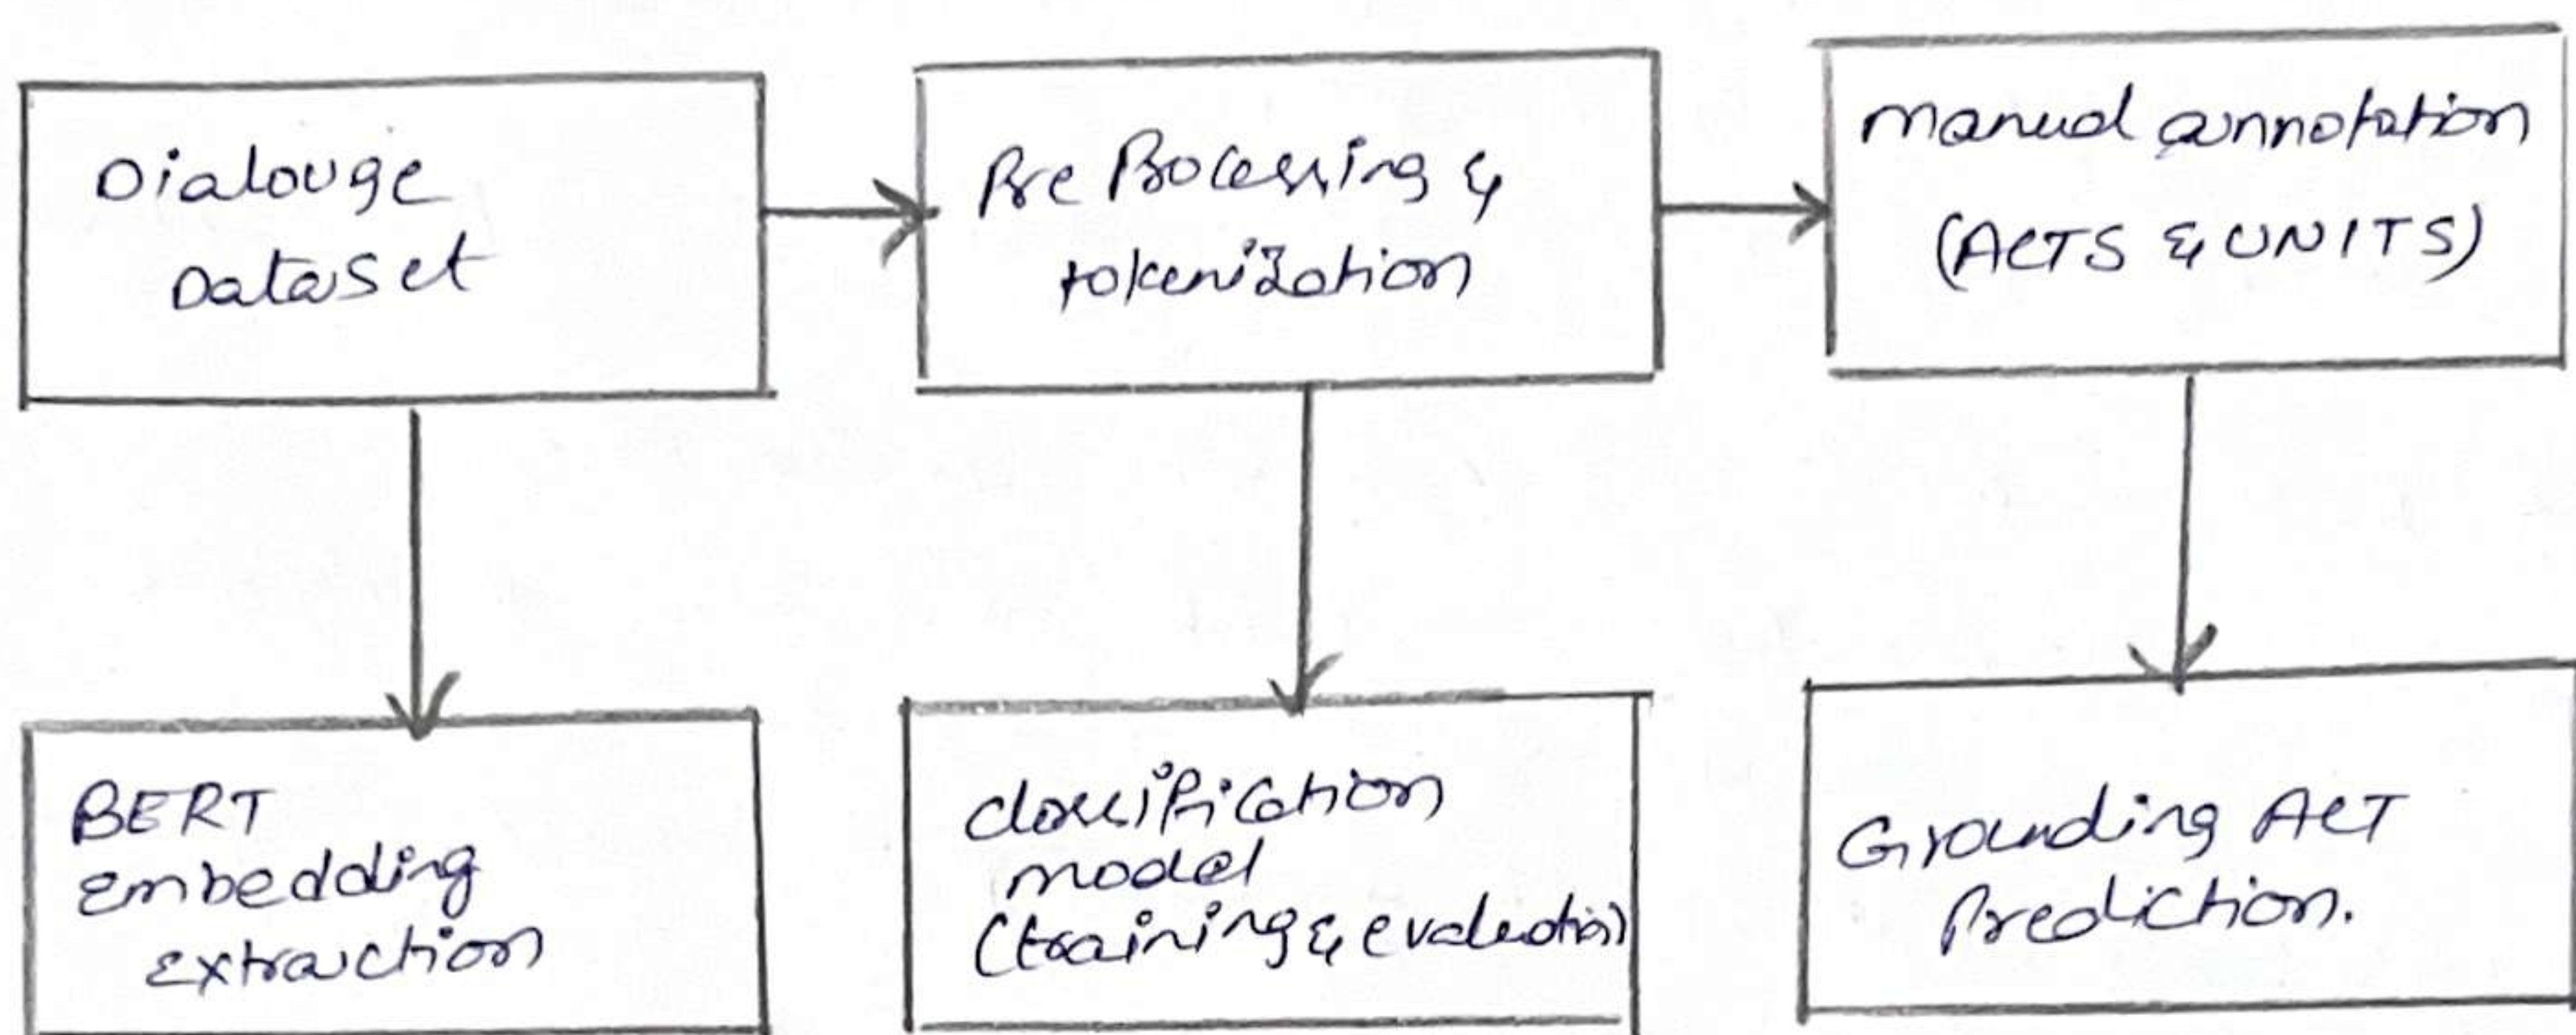 Dialouge
Dataset
Pre Processing &
tokenization
manual annotation
(ACTS & UNITS)
BERT
Embedding
Extraction
classification
model
(training & evaluation)
Grounding ACT
Prediction.